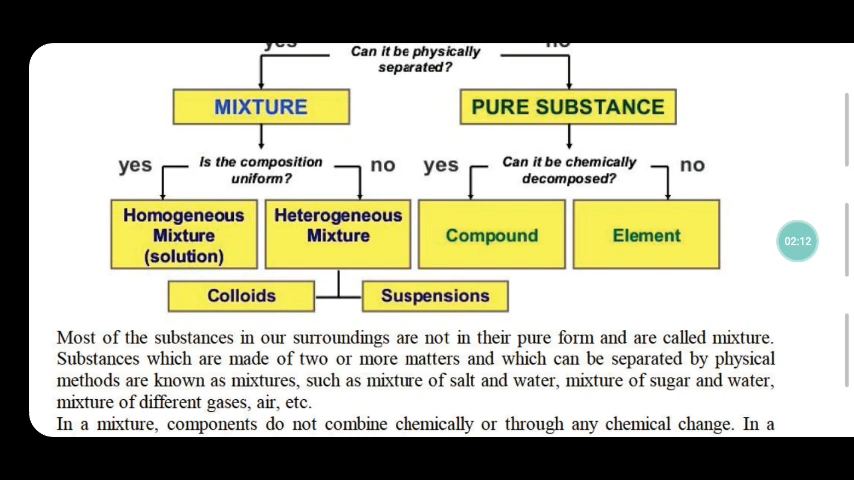 yes
no
Can it be physically
separated?
MIXTURE
PURE SUBSTANCE
yes
Is the composition
uniform?
no
yes
Can it be chemically
decomposed?
no
Homogeneous
Mixture
(solution)
Heterogeneous
Mixture
Compound
Element
02:12
Colloids
Suspensions
Most of the substances in our surroundings are not in their pure form and are called mixture.
Substances which are made of two or more matters and which can be separated by physical
methods are known as mixtures, such as mixture of salt and water, mixture of sugar and water,
mixture of different gases, air, etc.
In a mixture, components do not combine chemically or through any chemical change. In a